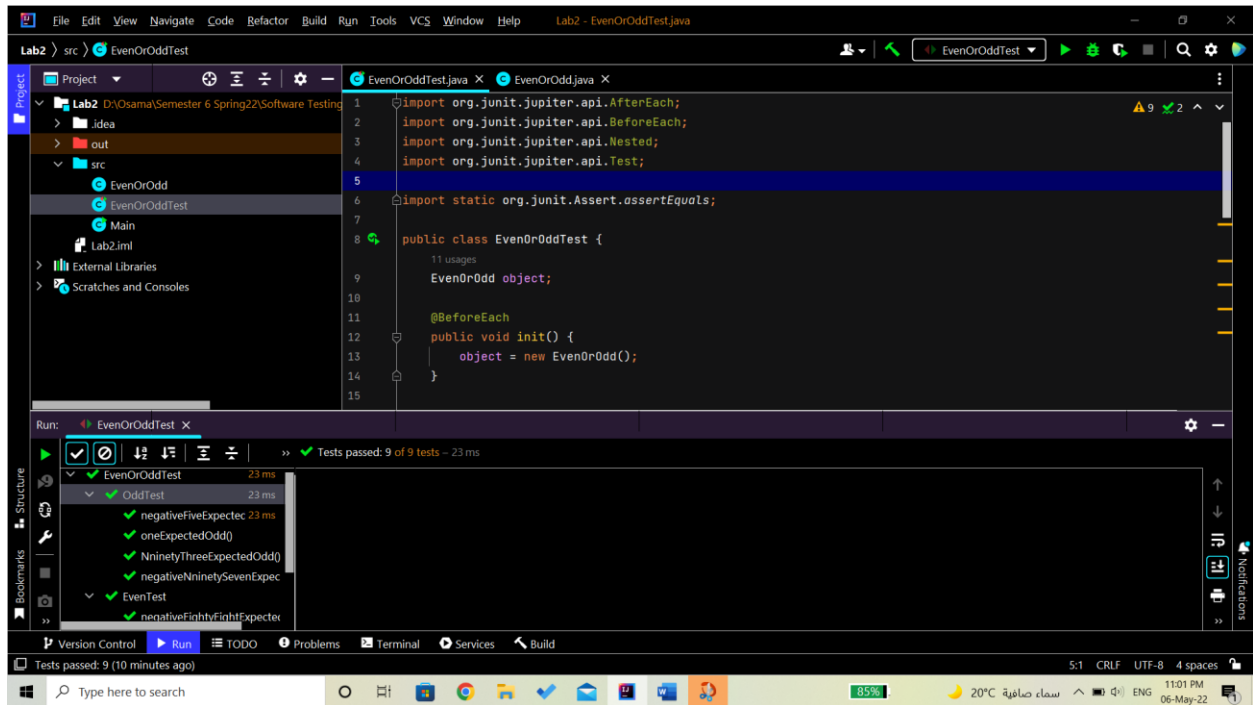 File Edit View Navigate Code Refactor Build Run Tools VCS Window Help Lab2 - EvenOrOddTest.java
Lab2 〉 src 〉 EvenOrOddTest
EvenOrOddTest
Project
EvenOrOddTest.java
EvenOrOdd.java
Project
Lab2 D:\Osama\Semester 6 Spring22\Software Testing
.idea
out
src
EvenOrOdd
EvenOrOddTest
Main
Lab2.iml
External Libraries
Scratches and Consoles
9 2
1 import org.junit.jupiter.api.AfterEach;
2 import org.junit.jupiter.api.BeforeEach;
3 import org.junit.jupiter.api.Nested;
4 import org.junit.jupiter.api.Test;
5
6 import static org.junit.Assert.assertEquals;
7
8 public class EvenOrOddTest {
11 usages
9 EvenOrOdd object;
10
11 @BeforeEach
12 public void init() {
13 object = new EvenOrOdd();
14 }
15
Run: EvenOrOddTest
Tests passed: 9 of 9 tests – 23 ms
EvenOrOddTest 23 ms
OddTest 23 ms
negativeFiveExpectec 23 ms
oneExpectedOdd()
NninetyThreeExpectedOdd()
negativeNninetySevenExpec
EvenTest
negativeFightyFightExpectec
Structure
Bookmarks
Notifications
Version Control Run TODO Problems Terminal Services Build
Tests passed: 9 (10 minutes ago)
5:1 CRLF UTF-8 4 spaces
Type here to search
85%
20°C سماء صافية
ENG
11:01 PM
06-May-22